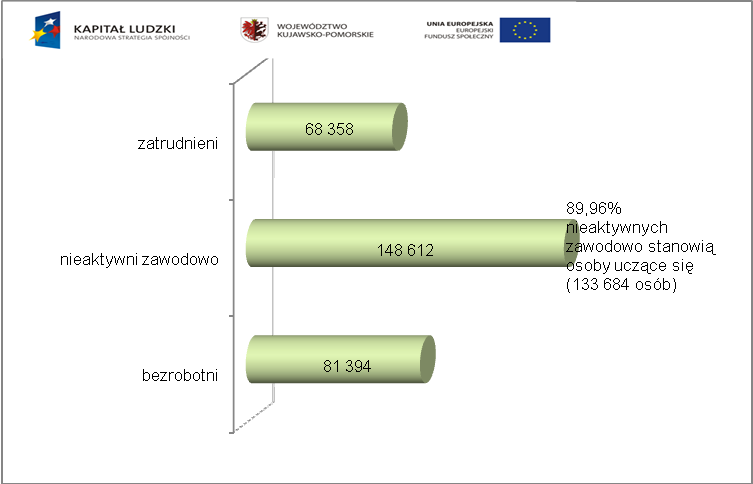 KAPITAŁ LUDZKI
NARODOWA STRATEGIA SPÓJNOŚCI
WOJEWÓDZTWO
KUJAWSKO-POMORSKIE
UNIA EUROPEJSKA
EUROPEJSKI
FUNDUSZ SPOŁECZNY
zatrudnieni
68 358
nieaktywni zawodowo
148 612
89,96%
nieaktywnych
zawodowo stanowią
osoby uczące się
(133 684 osób)
bezrobotni
81 394